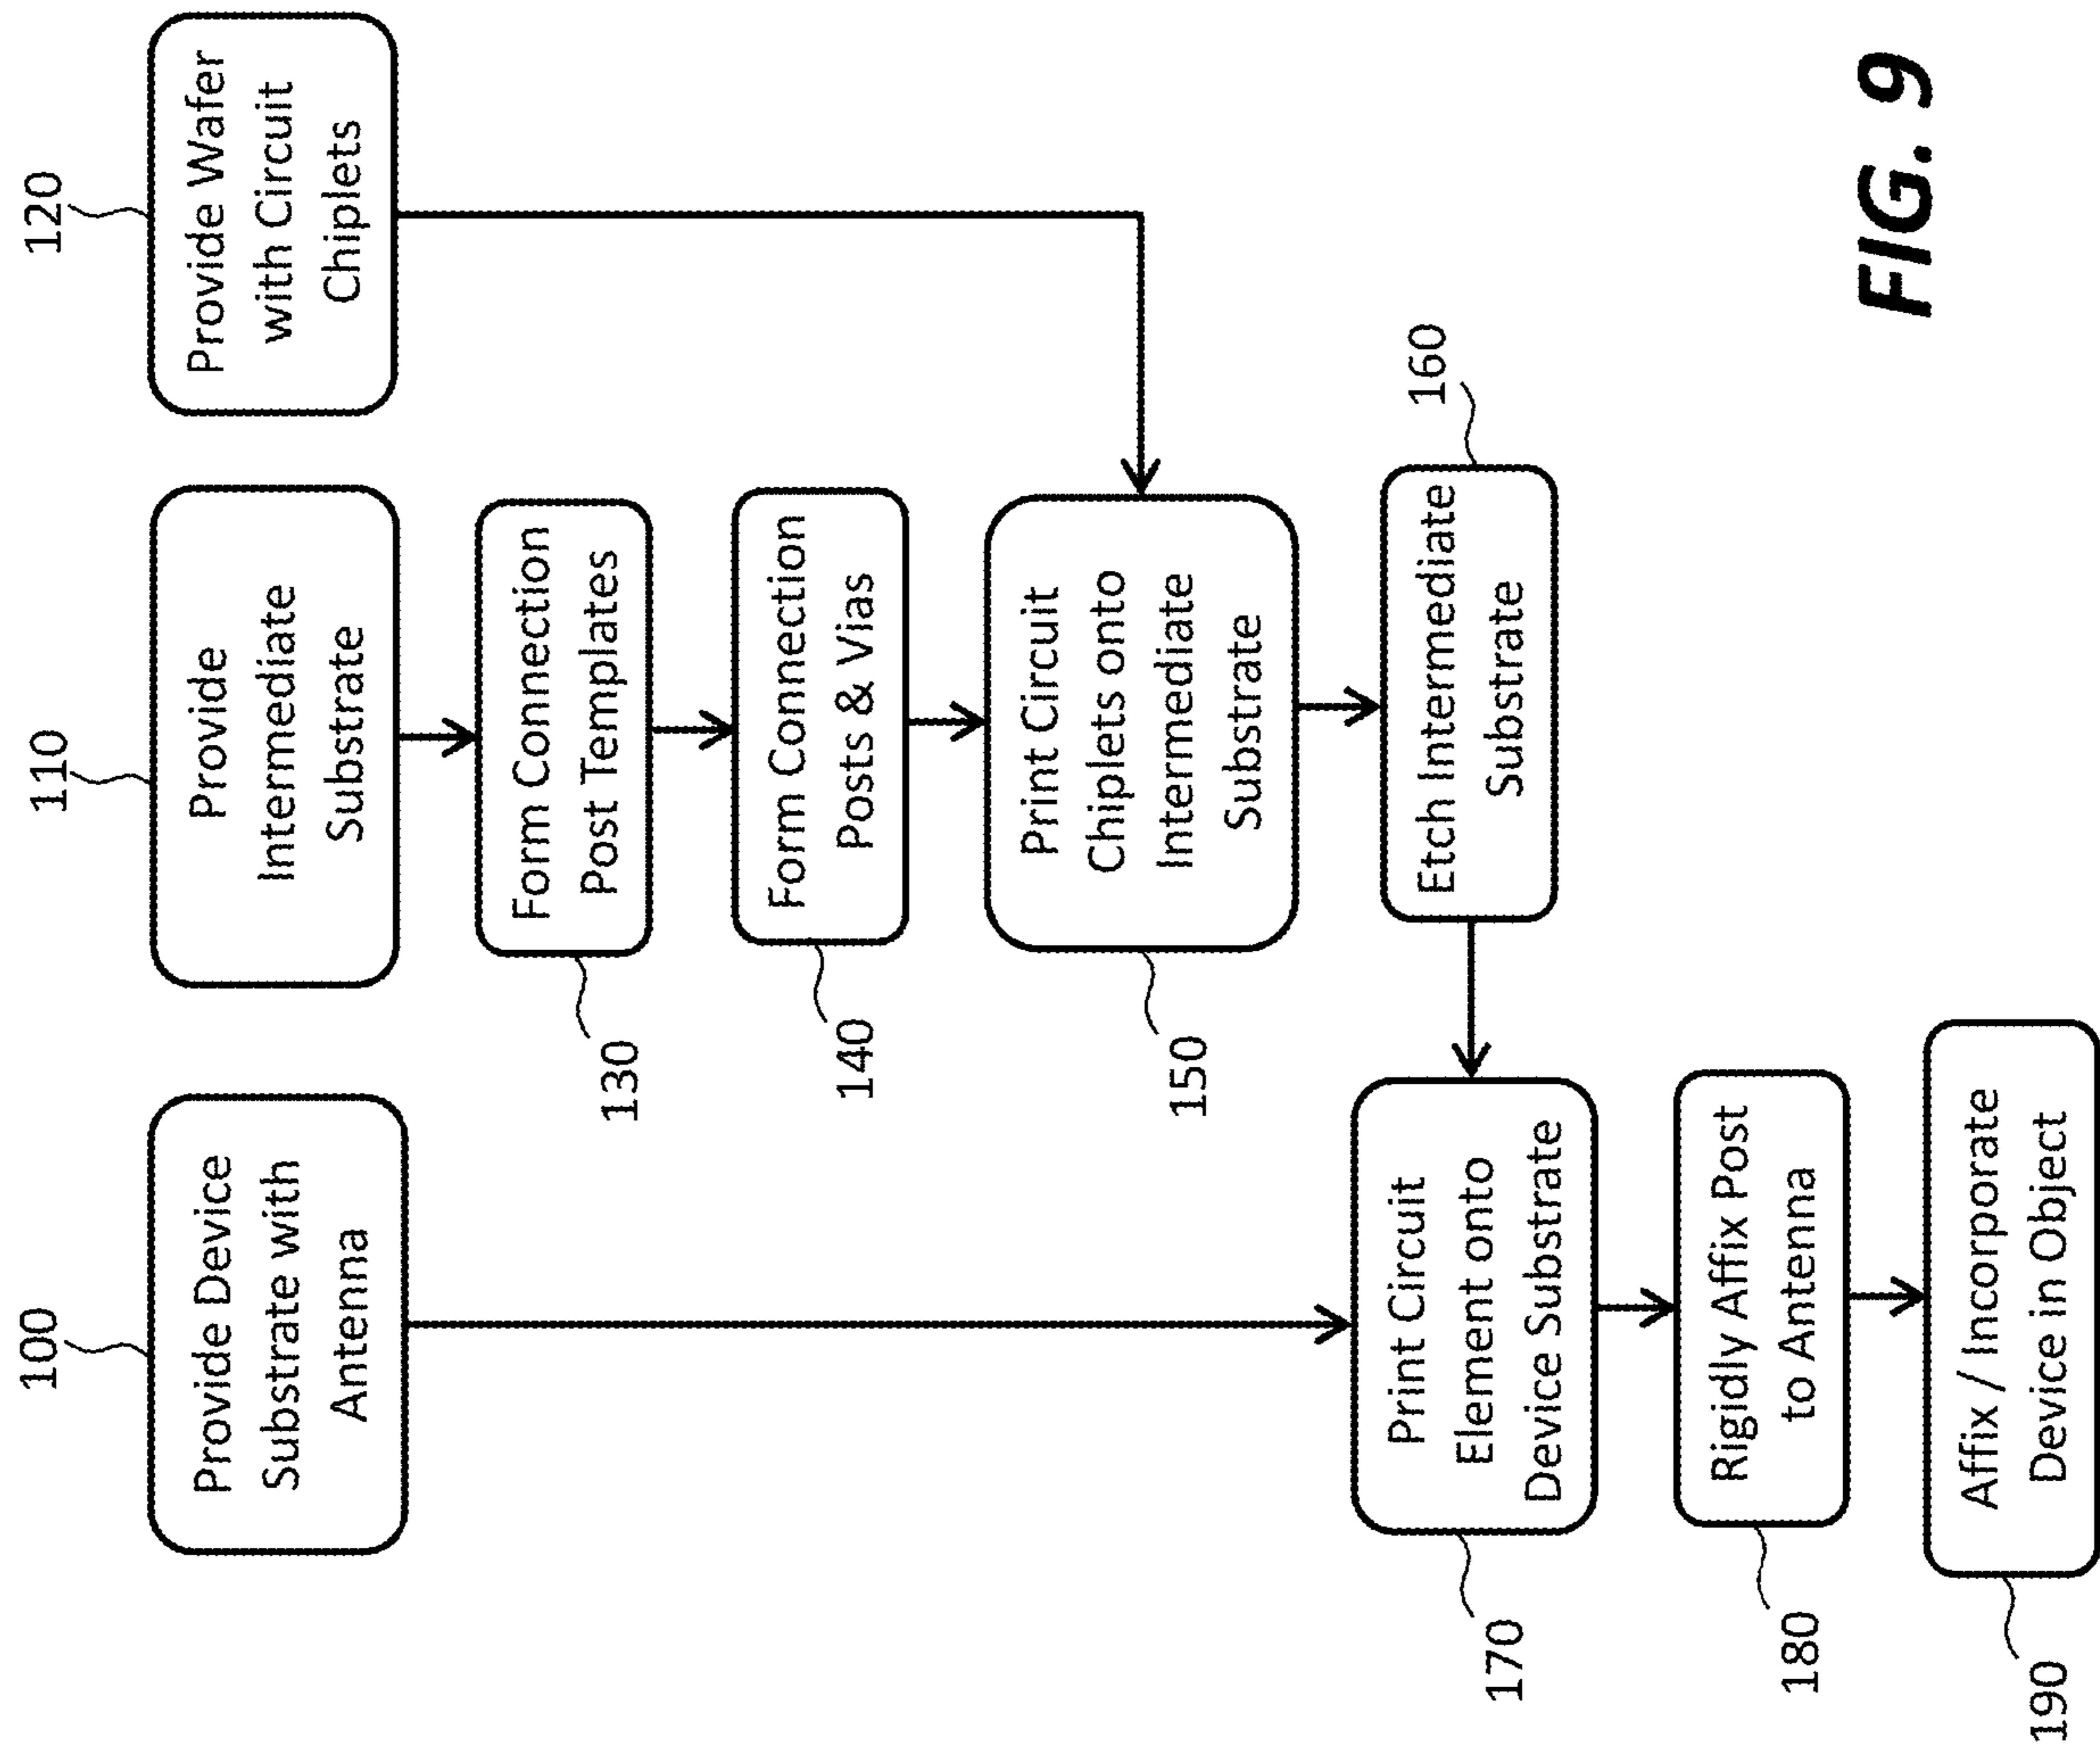 100
Provide Device
Substrate with
Antenna
110
Provide
Intermediate
Substrate
120
Provide Wafer
with Circuit
Chiplets
130
Form Connection
Post Templates
140
Form Connection
Posts & Vias
150
Print Circuit
Chiplets onto
Intermediate
Substrate
160
Etch Intermediate
Substrate
170
Print Circuit
Element onto
Device Substrate
180
Rigidly Affix Post
to Antenna
190
Affix / Incorporate
Device in Object
FIG. 9